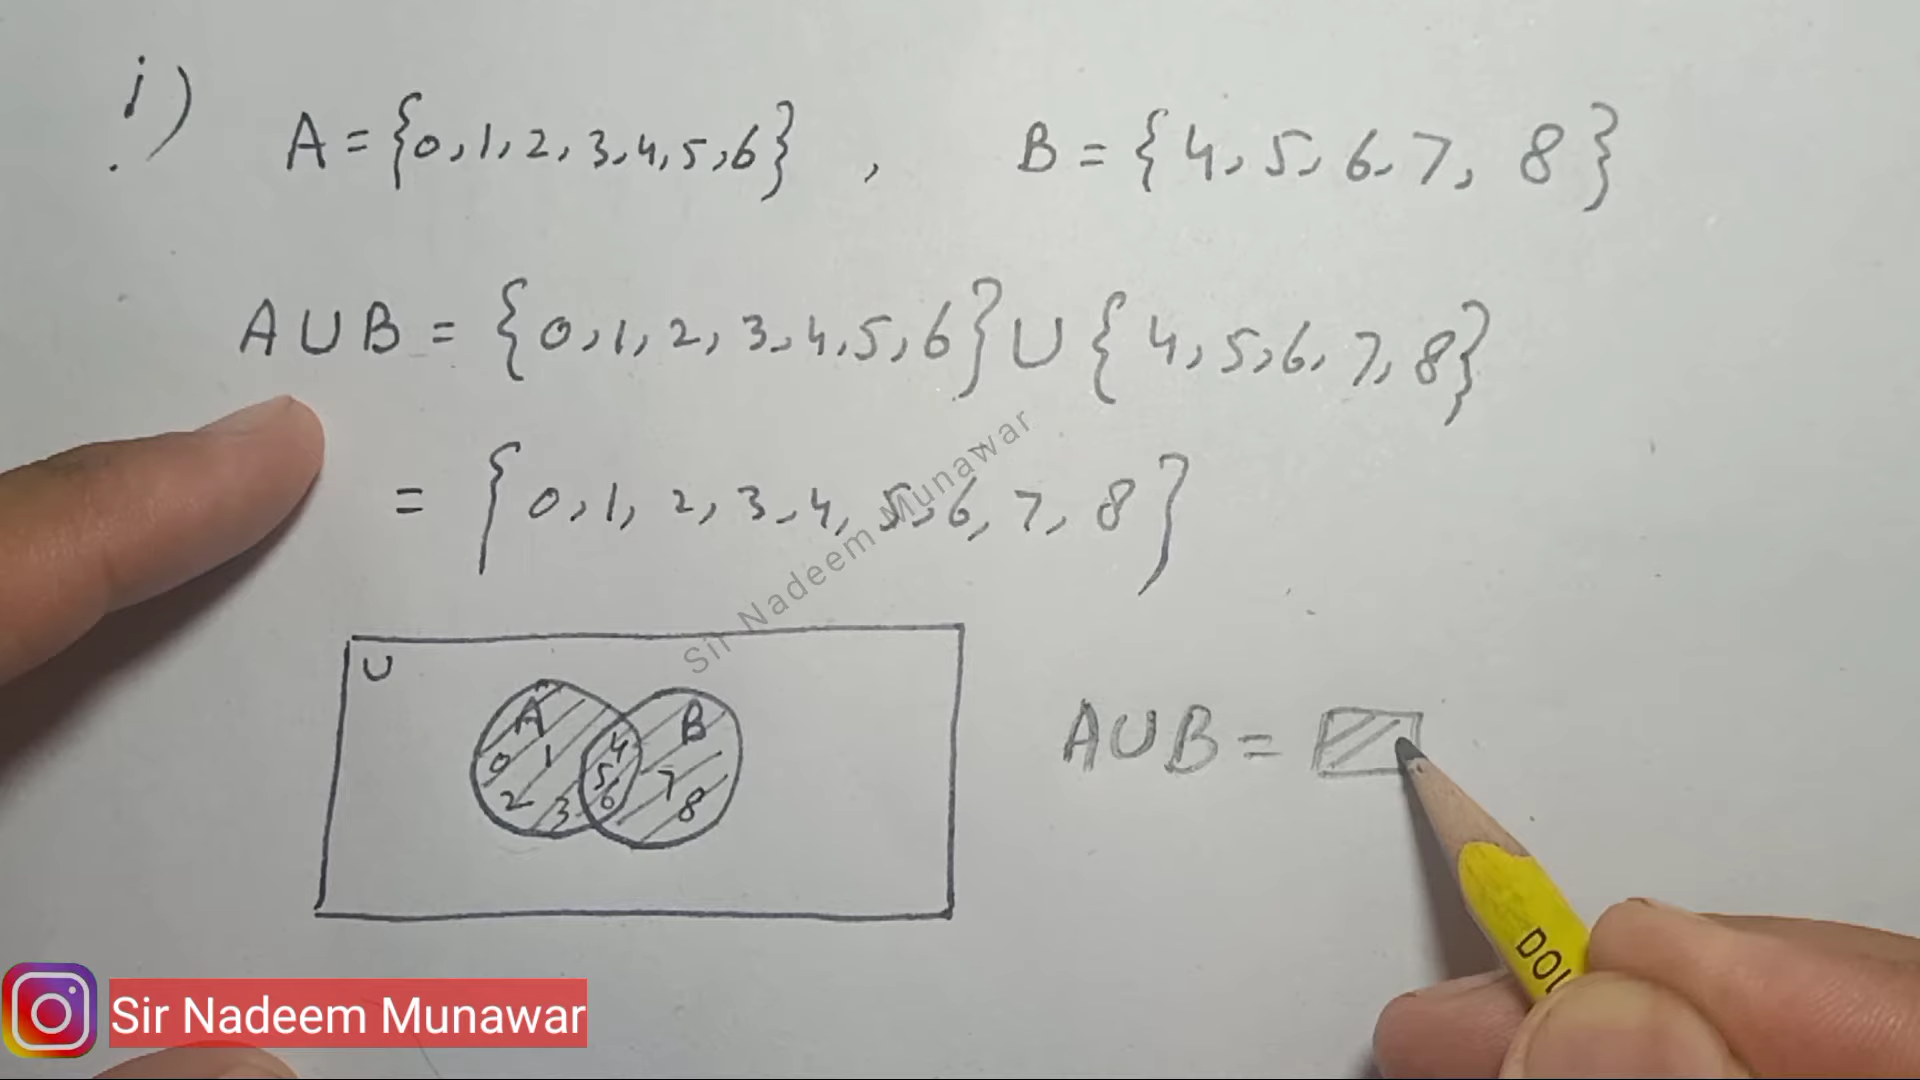 i)
A = {0,1,2,3,4,5,6} , B = {4,5,6,7,8}
A∪B = {0,1,2,3,4,5,6}∪{4,5,6,7,8}
= {0,1,2,3,4,5,6,7,8}
Sir Nadeem Munawar
U
A B
0 1 4 5 7
2 3 6 8
A∪B =
DOL
Sir Nadeem Munawar